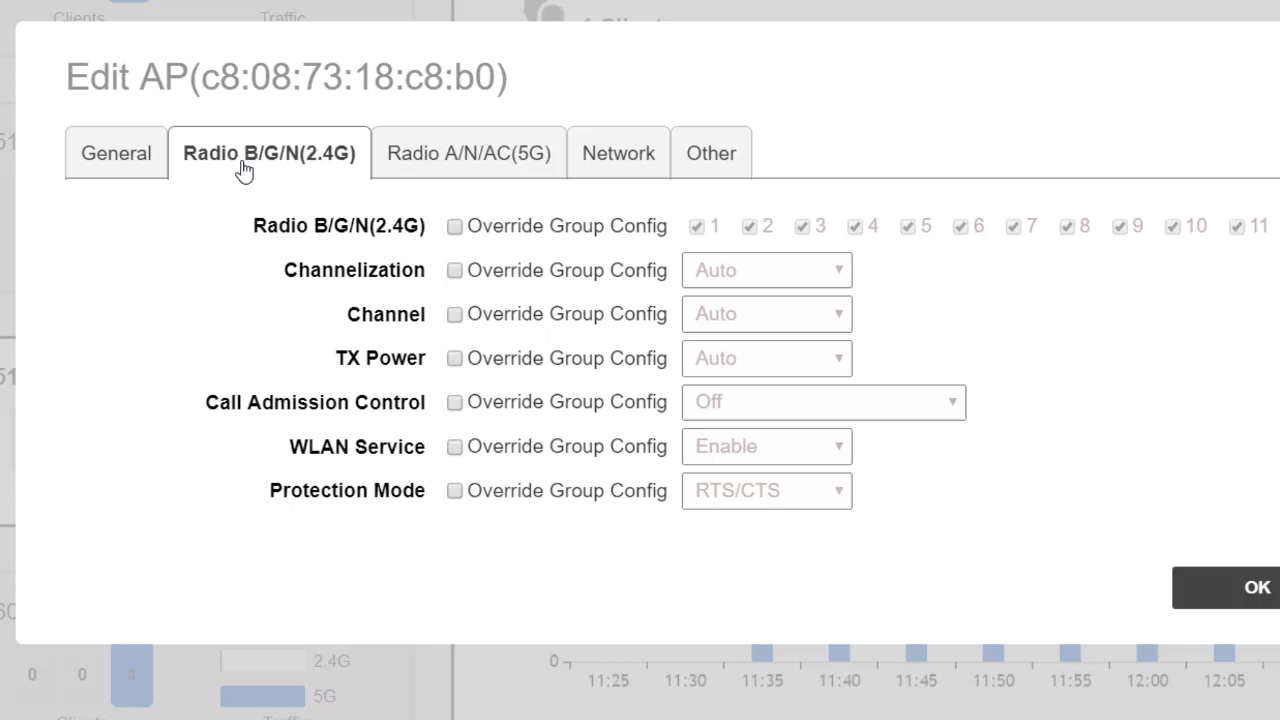 Clients Traffic
Edit AP(c8:08:73:18:c8:b0)
General Radio B/G/N(2.4G) Radio A/N/AC(5G) Network Other
Radio B/G/N(2.4G) Override Group Config 1 2 3 4 5 6 7 8 9 10 11
Channelization Override Group Config Auto
Channel Override Group Config Auto
TX Power Override Group Config Auto
Call Admission Control Override Group Config Off
WLAN Service Override Group Config Enable
Protection Mode Override Group Config RTS/CTS
OK
0 0 4 2.4G
5G
0
11:25 11:30 11:35 11:40 11:45 11:50 11:55 12:00 12:05
Clients Traffic